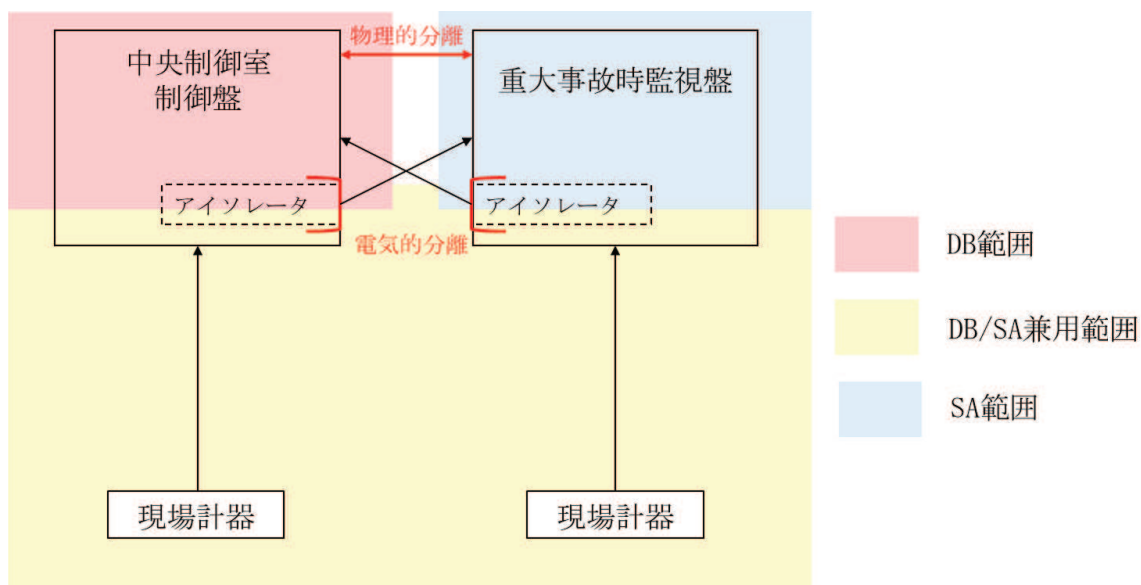 物理的分離
中央制御室
制御盤
重大事故時監視盤
アイソレータ
アイソレータ
電気的分離
現場計器
現場計器
DB範囲
DB/SA兼用範囲
SA範囲